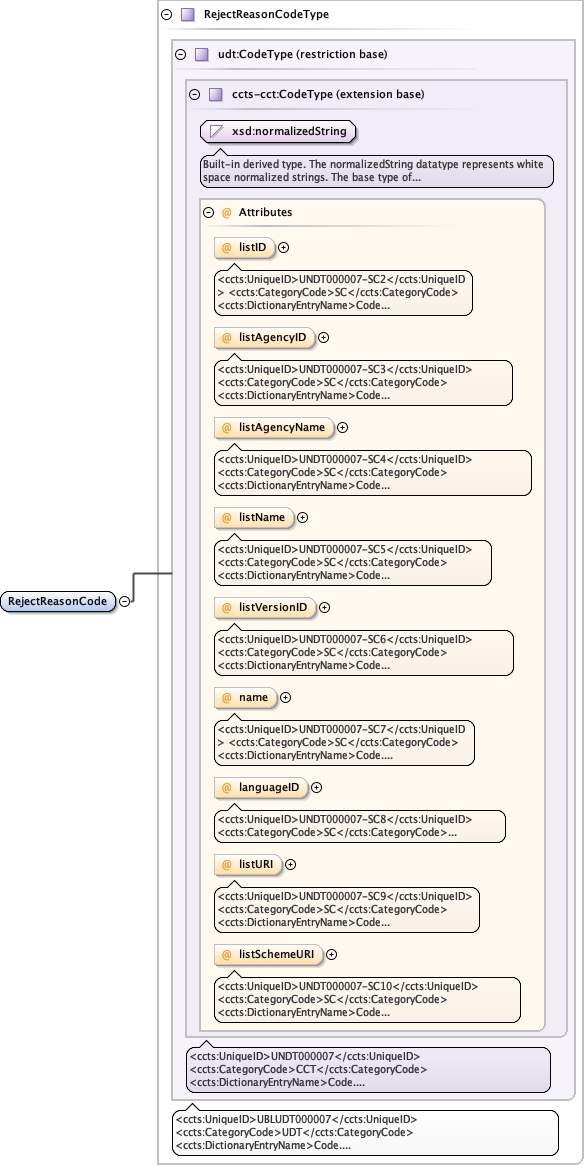 RejectReasonCodeType
udt:CodeType (restriction base)
ccts-cct:CodeType (extension base)
xsd:normalizedString
Built-in derived type. The normalizedString datatype represents white
space normalized strings. The base type of...
@ Attributes
@ listID
<ccts:UniqueID>UNDT000007-SC2</ccts:UniqueID
> <ccts:CategoryCode>SC</ccts:CategoryCode>
<ccts:DictionaryEntryName>Code...
@ listAgencyID
<ccts:UniqueID>UNDT000007-SC3</ccts:UniqueID>
<ccts:CategoryCode>SC</ccts:CategoryCode>
<ccts:DictionaryEntryName>Code...
@ listAgencyName
<ccts:UniqueID>UNDT000007-SC4</ccts:UniqueID>
<ccts:CategoryCode>SC</ccts:CategoryCode>
<ccts:DictionaryEntryName>Code...
@ listName
<ccts:UniqueID>UNDT000007-SC5</ccts:UniqueID>
<ccts:CategoryCode>SC</ccts:CategoryCode>
<ccts:DictionaryEntryName>Code...
RejectReasonCode
@ listVersionID
<ccts:UniqueID>UNDT000007-SC6</ccts:UniqueID>
<ccts:CategoryCode>SC</ccts:CategoryCode>
<ccts:DictionaryEntryName>Code...
@ name
<ccts:UniqueID>UNDT000007-SC7</ccts:UniqueID
> <ccts:CategoryCode>SC</ccts:CategoryCode>
<ccts:DictionaryEntryName>Code....
@ languageID
<ccts:UniqueID>UNDT000007-SC8</ccts:UniqueID>
<ccts:CategoryCode>SC</ccts:CategoryCode>...
@ listURI
<ccts:UniqueID>UNDT000007-SC9</ccts:UniqueID>
<ccts:CategoryCode>SC</ccts:CategoryCode>
<ccts:DictionaryEntryName>Code...
@ listSchemeURI
<ccts:UniqueID>UNDT000007-SC10</ccts:UniqueID>
<ccts:CategoryCode>SC</ccts:CategoryCode>
<ccts:DictionaryEntryName>Code...
<ccts:UniqueID>UNDT000007</ccts:UniqueID>
<ccts:CategoryCode>CCT</ccts:CategoryCode>
<ccts:DictionaryEntryName>Code....
<ccts:UniqueID>UBLUDT000007</ccts:UniqueID>
<ccts:CategoryCode>UDT</ccts:CategoryCode>
<ccts:DictionaryEntryName>Code....